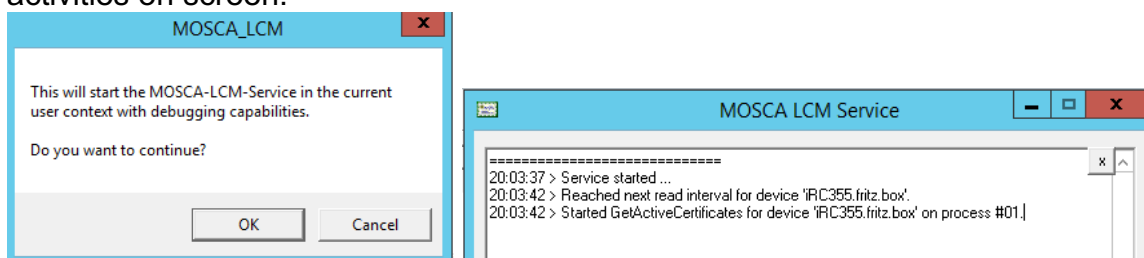 activities on screen.
MOSCA_LCM
x
This will start the MOSCA-LCM-Service in the current
user context with debugging capabilities.
Do you want to continue?
OK
Cancel
MOSCA LCM Service
x
x
=============================
20:03:37 > Service started ...
20:03:42 > Reached next read interval for device 'iRC355.fritz.box'.
20:03:42 > Started GetActiveCertificates for device 'iRC355.fritz.box' on process #01.